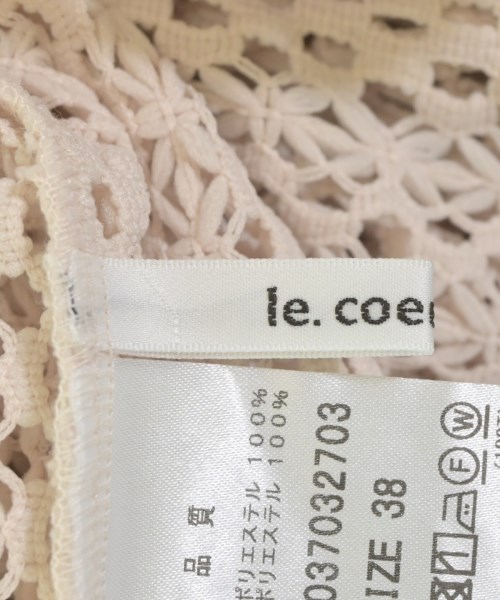 le. coe
品 質
ポリエステル 100%
ポリエステル 100%
037032703
IZE 38
W
F